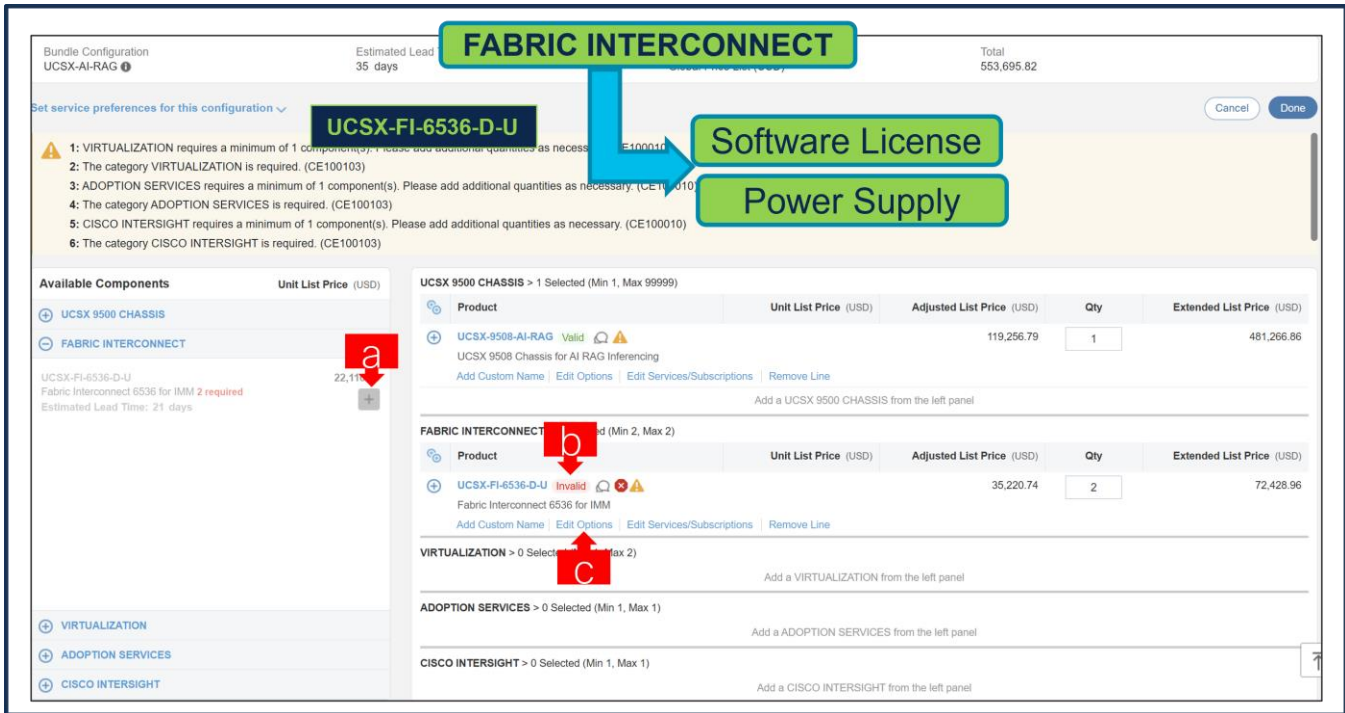 Bundle Configuration
UCSX-AI-RAG
Estimated Lead
35 days
FABRIC INTERCONNECT
Total
553,695.82
Set service preferences for this configuration
Cancel
Done
UCSX-FI-6536-D-U
Software License
Power Supply
1: VIRTUALIZATION requires a minimum of 1 add additional quantities as
2: The category VIRTUALIZATION is required. (CE100103)
3: ADOPTION SERVICES requires a minimum of 1 component(s). Please add additional quantities as necessary.
4: The category ADOPTION SERVICES is required. (CE100103)
5: CISCO INTERSIGHT requires a minimum of 1 component(s). Please add additional quantities as necessary. (CE100010)
6: The category CISCO INTERSIGHT is required. (CE100103)
Available Components
Unit List Price (USD)
UCSX 9500 CHASSIS
FABRIC INTERCONNECT
a
UCSX-FI-6536-D-U
Fabric Interconnect 6536 for IMM 2 required
Estimated Lead Time: 21 days
VIRTUALIZATION
ADOPTION SERVICES
CISCO INTERSIGHT
UCSX 9500 CHASSIS > 1 Selected (Min 1, Max 99999)
Product Unit List Price (USD) Adjusted List Price (USD) Qty Extended List Price (USD)
UCSX-9508-AI-RAG Valid 119,256.79 1 481,266.86
UCSX 9508 Chassis for AI RAG Inferencing
Add Custom Name Edit Options Edit Services/Subscriptions Remove Line
Add a UCSX 9500 CHASSIS from the left panel
FABRIC INTERCONNECT (Min 2, Max 2)
b
Product Unit List Price (USD) Adjusted List Price (USD) Qty Extended List Price (USD)
UCSX-FI-6536-D-U Invalid 35,220.74 2 72,428.96
Fabric Interconnect 6536 for IMM
Add Custom Name Edit Options Edit Services/Subscriptions Remove Line
c
VIRTUALIZATION > 0 Max 2)
Add a VIRTUALIZATION from the left panel
ADOPTION SERVICES > 0 Selected (Min 1, Max 1)
Add a ADOPTION SERVICES from the left panel
CISCO INTERSIGHT > 0 Selected (Min 1, Max 1)
Add a CISCO INTERSIGHT from the left panel